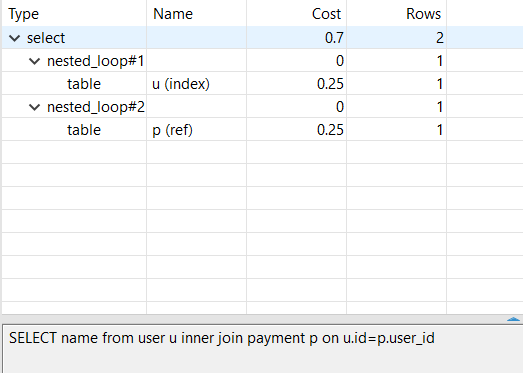 Type Name Cost Rows
select 0.7 2
nested_loop#1 0 1
table u (index) 0.25 1
nested_loop#2 0 1
table p (ref) 0.25 1
SELECT name from user u inner join payment p on u.id=p.user_id